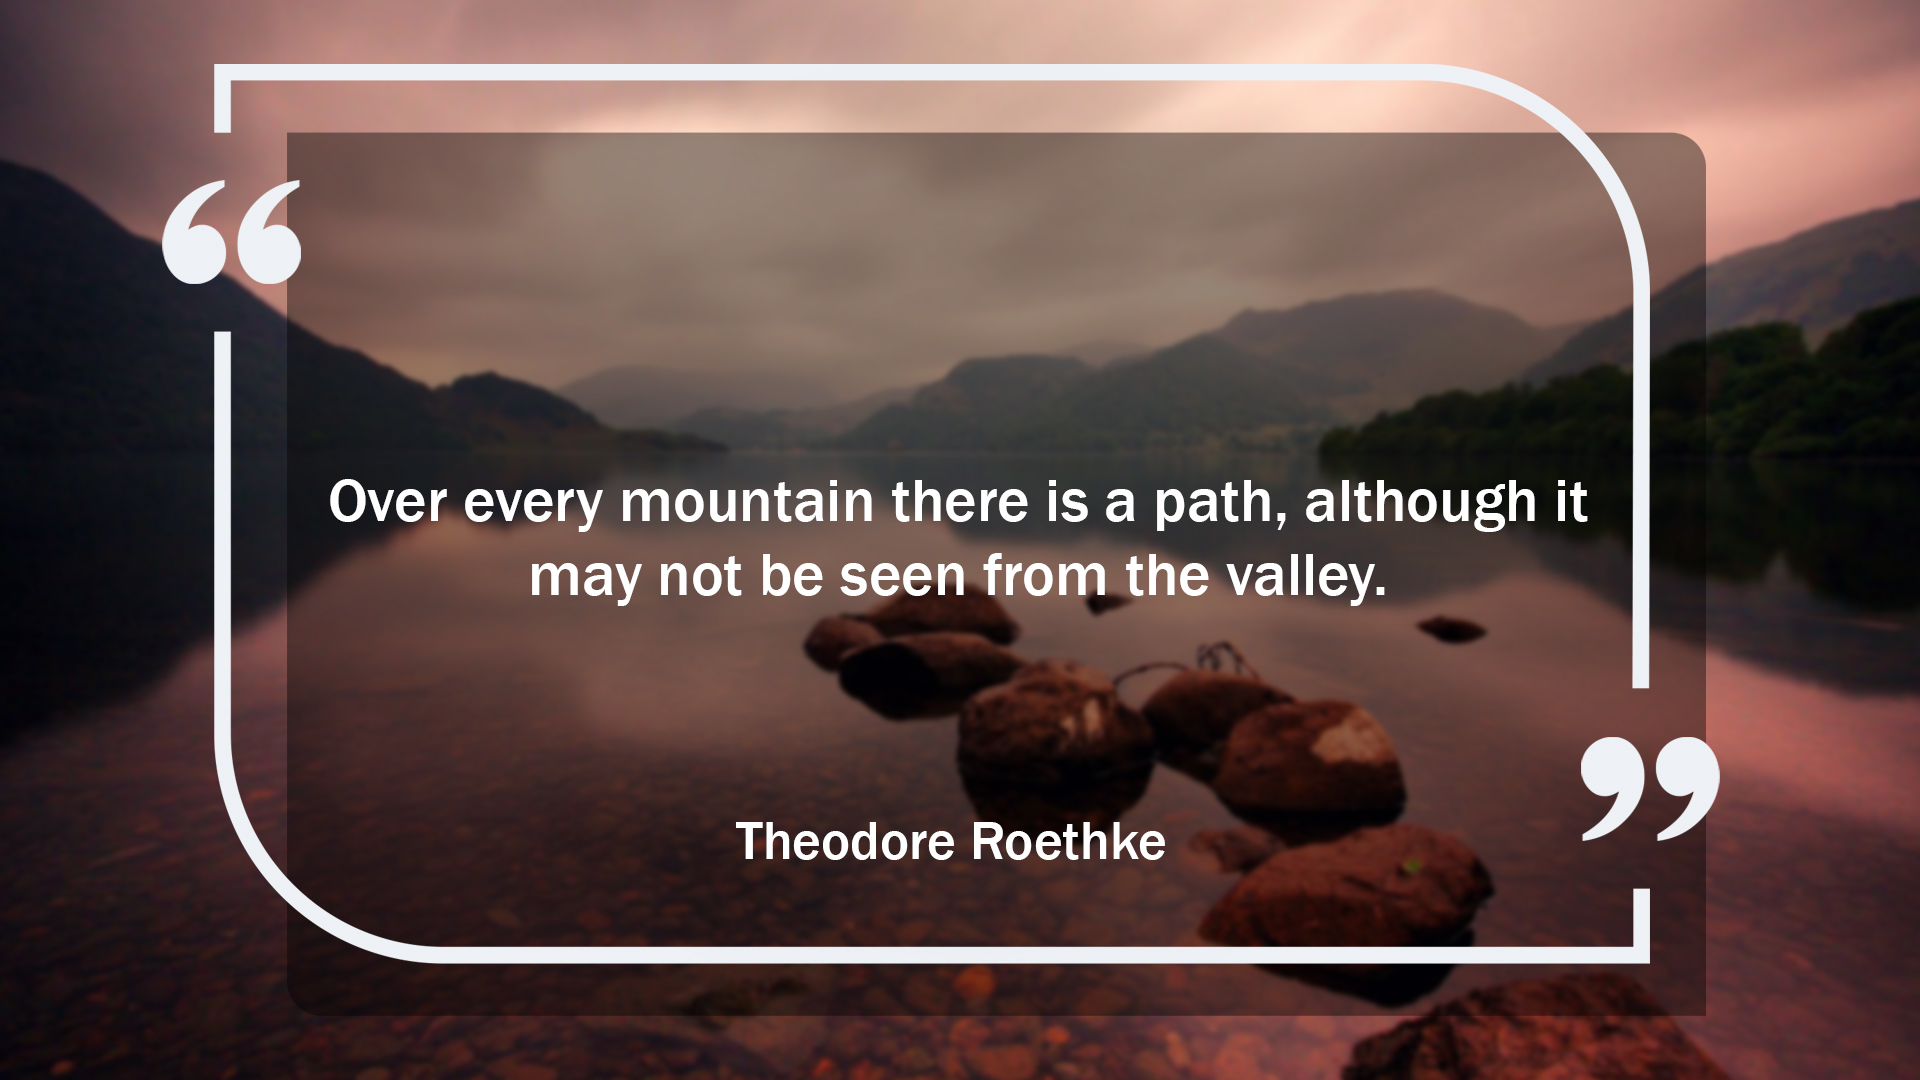 “
Over every mountain there is a path, although it
may not be seen from the valley.
”
Theodore Roethke